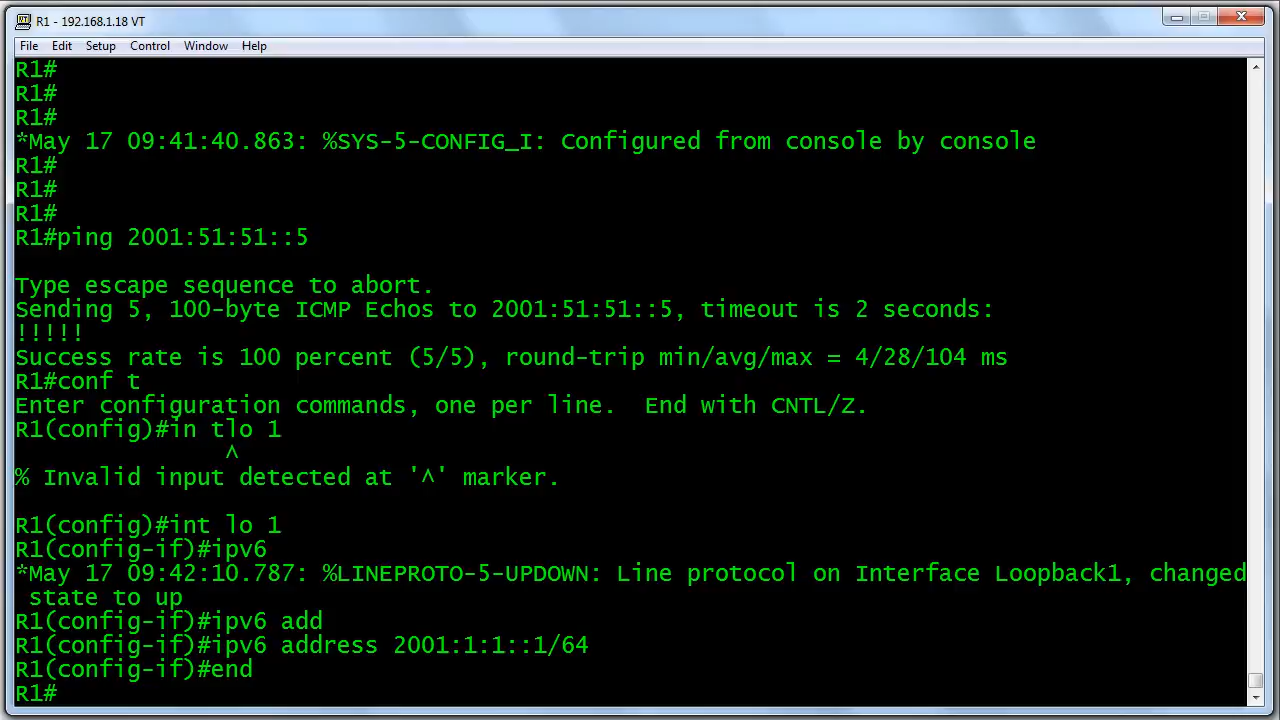 R1 - 192.168.1.18 VT
File Edit Setup Control Window Help
R1#
R1#
R1#
*May 17 09:41:40.863: %SYS-5-CONFIG_I: Configured from console by console
R1#
R1#
R1#
R1#ping 2001:51:51::5
Type escape sequence to abort.
Sending 5, 100-byte ICMP Echos to 2001:51:51::5, timeout is 2 seconds:
!!!!!
Success rate is 100 percent (5/5), round-trip min/avg/max = 4/28/104 ms
R1#conf t
Enter configuration commands, one per line.  End with CNTL/Z.
R1(config)#in tlo 1
^
% Invalid input detected at '^' marker.
R1(config)#int lo 1
R1(config-if)#ipv6
*May 17 09:42:10.787: %LINEPROTO-5-UPDOWN: Line protocol on Interface Loopback1, changed
state to up
R1(config-if)#ipv6 add
R1(config-if)#ipv6 address 2001:1:1::1/64
R1(config-if)#end
R1#